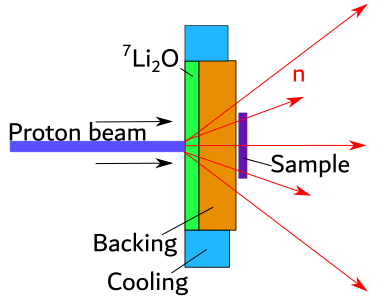 ⁷Li₂O
n
Proton beam
Sample
Backing
Cooling